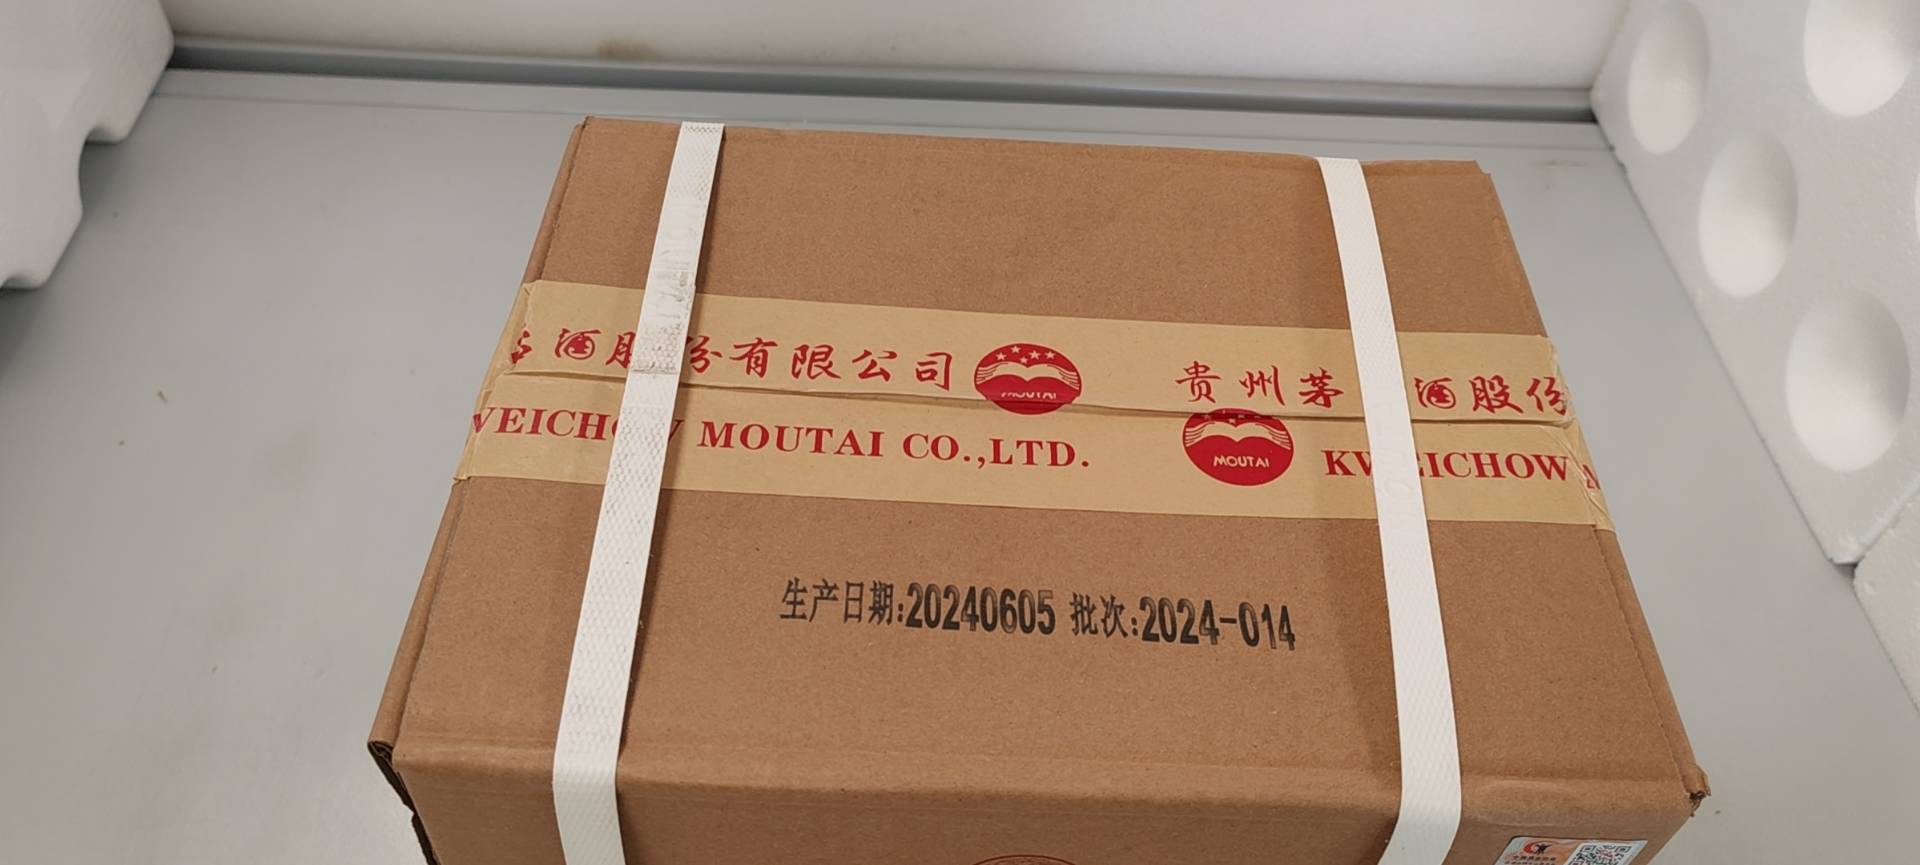 酒股份有限公司 MOUTAI 贵州茅 酒股份
WEICHOW MOUTAI CO.,LTD. MOUTAI KWEICHOW
生产日期:20240605 批次:2024-014